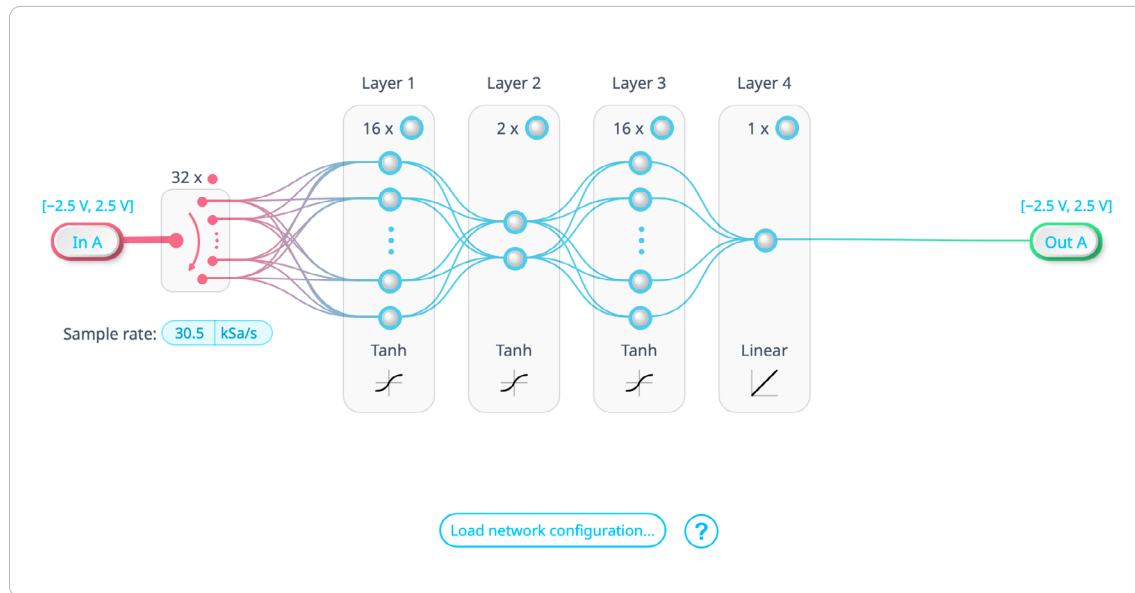 Layer 1
Layer 2
Layer 3
Layer 4
16 x
2 x
16 x
1 x
32 x
[−2.5 V, 2.5 V]
In A
[−2.5 V, 2.5 V]
Out A
Sample rate: 30.5 kSa/s
Tanh
Tanh
Tanh
Linear
Load network configuration...
?